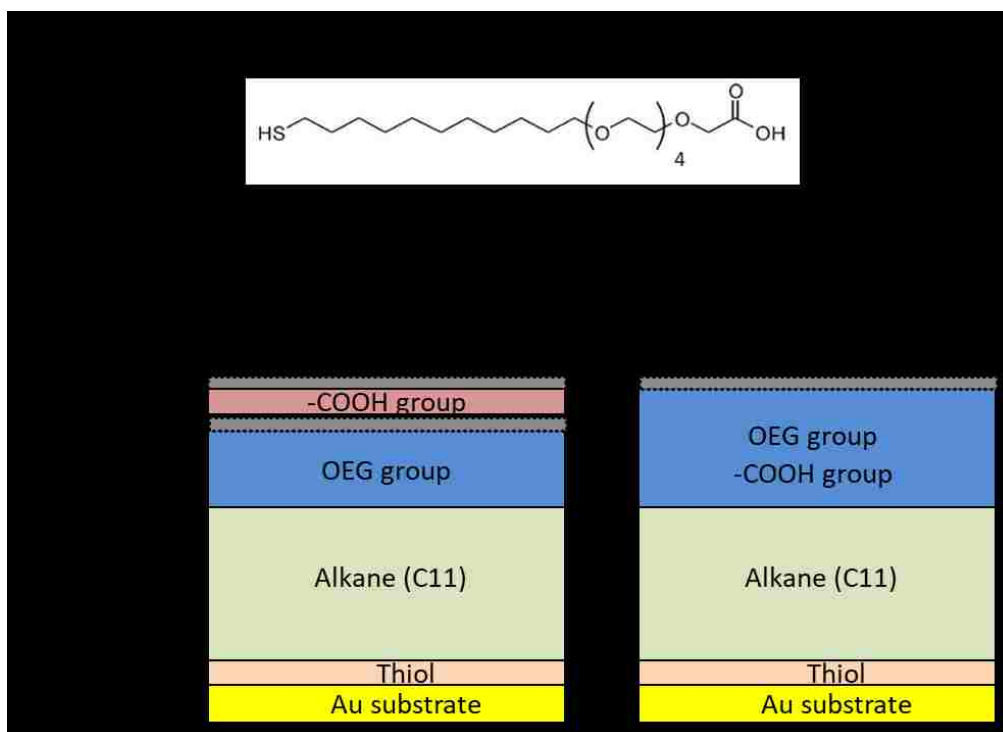 HS
O
O
O
OH
4
-COOH group
OEG group
Alkane (C11)
Thiol
Au substrate
OEG group
-COOH group
Alkane (C11)
Thiol
Au substrate